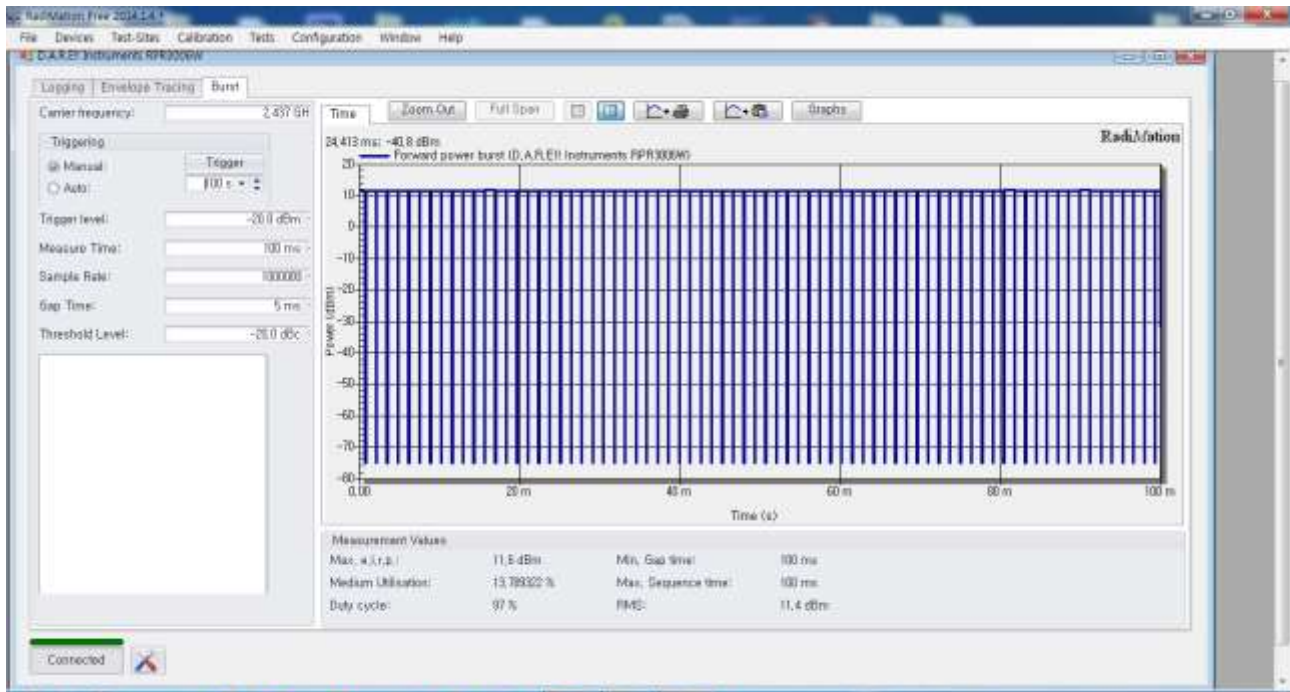 RadiMation Free 2014.1.4.*
File Devices Test-Sites Calibration Tests Configuration Window Help
D.A.R.E!! Instruments RPR3006W
Logging Envelope Tracing Burst
Carrier frequency: 2,437 GH
Triggering
Manual Trigger
Auto: 100 s
Trigger level: -20.0 dBm
Measure Time: 100 ms
Sample Rate: 1000000
Gap Time: 5 ms
Threshold Level: -20.0 dBc
Time Zoom Out Full Span Graphs
24,413 ms: -40,8 dBm
RadiMation
Forward power burst (D.A.R.E!! Instruments RPR3006W)
20
10
0
-10
-20
-30
-40
-50
-60
-70
-80
Power (dBm)
0.00 20 m 40 m 60 m 80 m 100 m
Time (s)
Measurement Values
Max. e.i.r.p.: 11,6 dBm Min. Gap time: 100 ms
Medium Utilisation: 13,789322 % Max. Sequence time: 100 ms
Duty cycle: 97 % RMS: 11,4 dBm
Connected